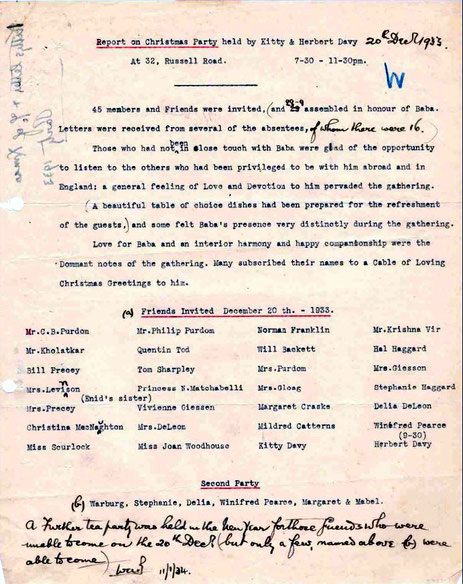 Report on Christmas Party held by Kitty & Herbert Davy 20th Decr 1933.
At 32, Russell Road. 7-30 - 11-30pm.
W
45 members and Friends were invited, (and 29 assembled in honour of Baba.
Letters were received from several of the absentees, of whom there were 16.
Those who had not been in close touch with Baba were glad of the opportunity
to listen to the others who had been privileged to be with him abroad and in
England; a general feeling of Love and Devotion to him pervaded the gathering.
(A beautiful table of choice dishes had been prepared for the refreshment
of the guests,) and some felt Baba's presence very distinctly during the gathering.
Love for Baba and an interior harmony and happy companionship were the
Dommant notes of the gathering. Many subscribed their names to a Cable of Loving
Christmas Greetings to him.
(a) Friends Invited December 20 th. - 1933.
Mr.C.B.Purdom Mr.Philip Purdom Norman Franklin Mr.Krishna Vir
Mr.Kholatkar Quentin Tod Will Backett Hal Haggard
Bill Precey Tom Sharpley Mrs.Purdom Mrs.Giesson
Mrs.Levinson Princess N.Matchabelli Mrs.Gloag Stephanie Haggard
(Enid's sister)
Mrs.Precey Vivienne Giessen Margaret Craske Delia DeLeon
Christina MacNaughton Mrs.DeLeon Mildred Catterns Winifred Pearce
(9-30)
Miss Scurlock Miss Joan Woodhouse Kitty Davy Herbert Davy
Second Party
(b) Warburg, Stephanie, Delia, Winifred Pearce, Margaret & Mabel.
A Further tea party was held in the New Year for those friends who were
unable to come on the 20th Decr (but only a few, named above (b) were
able to come) 11/1/34.